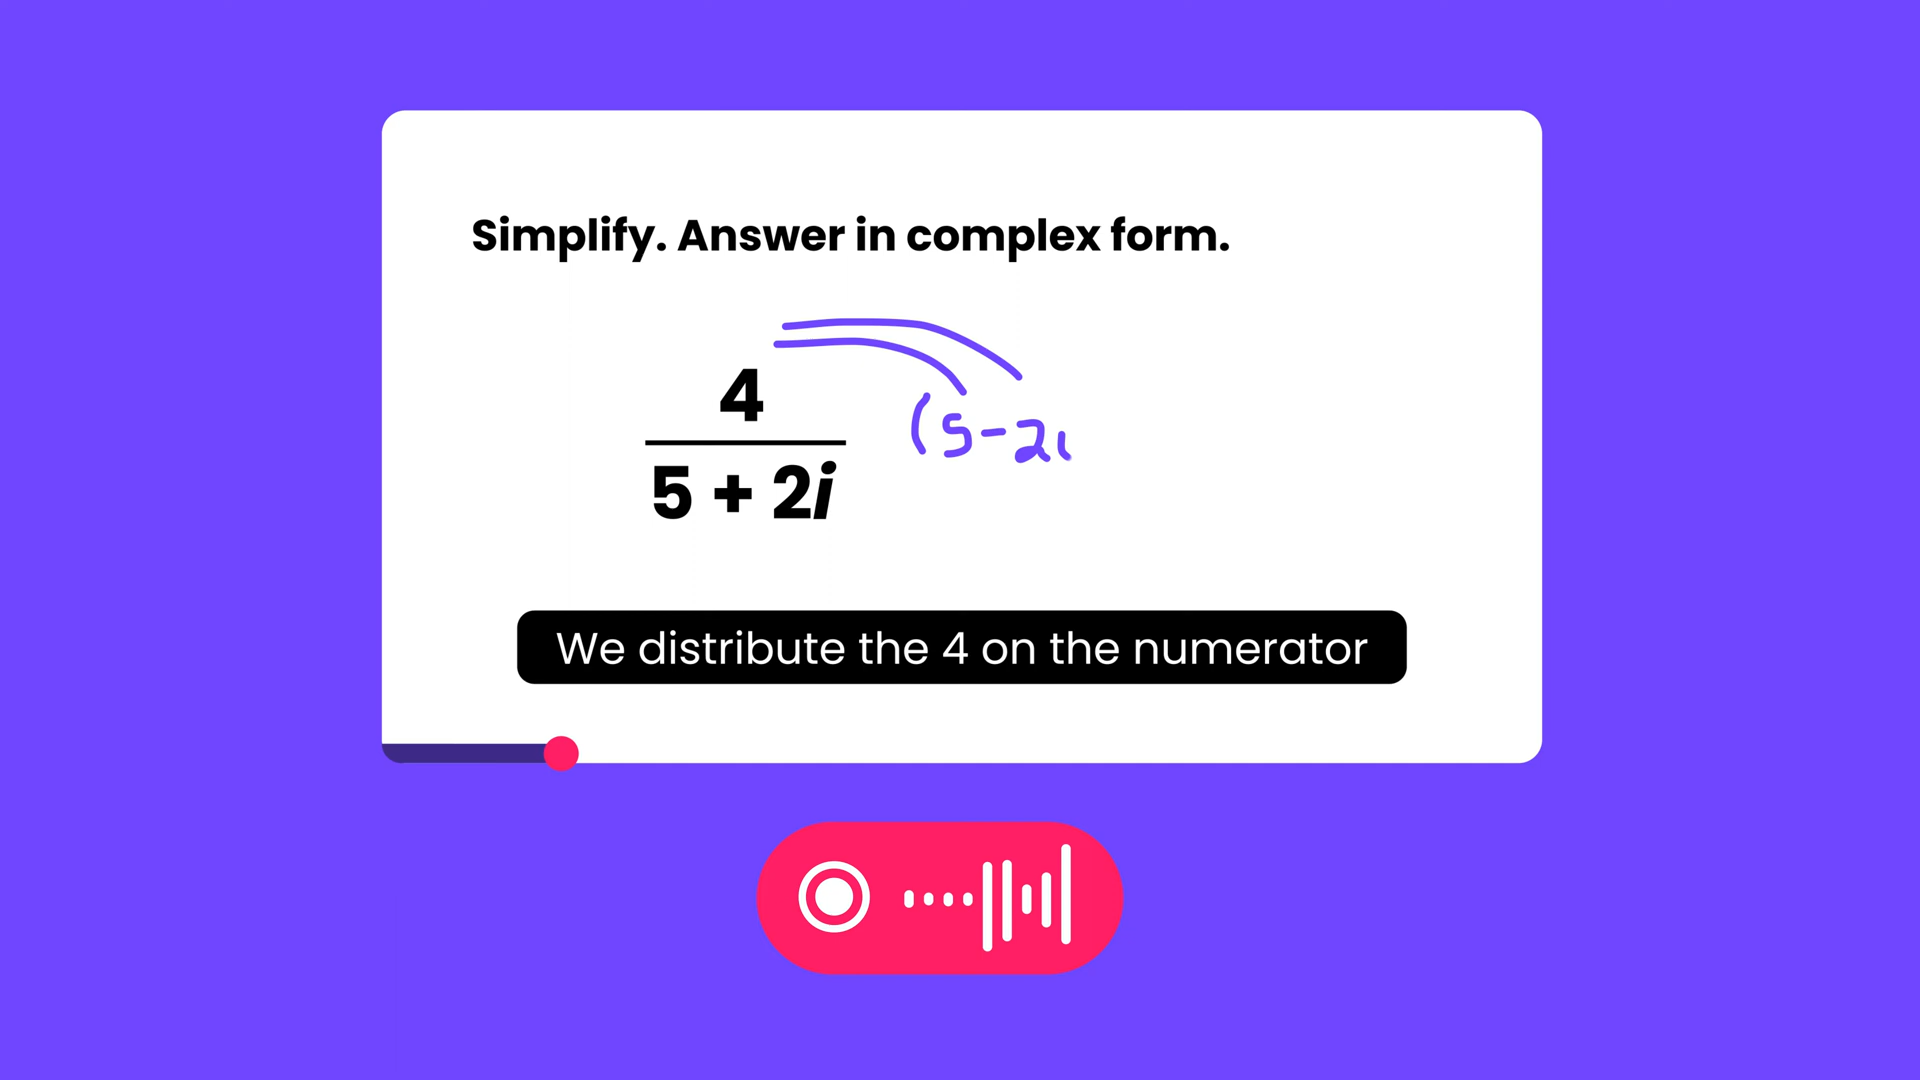 Simplify. Answer in complex form.
4
5 + 2i
(5-2i
We distribute the 4 on the numerator